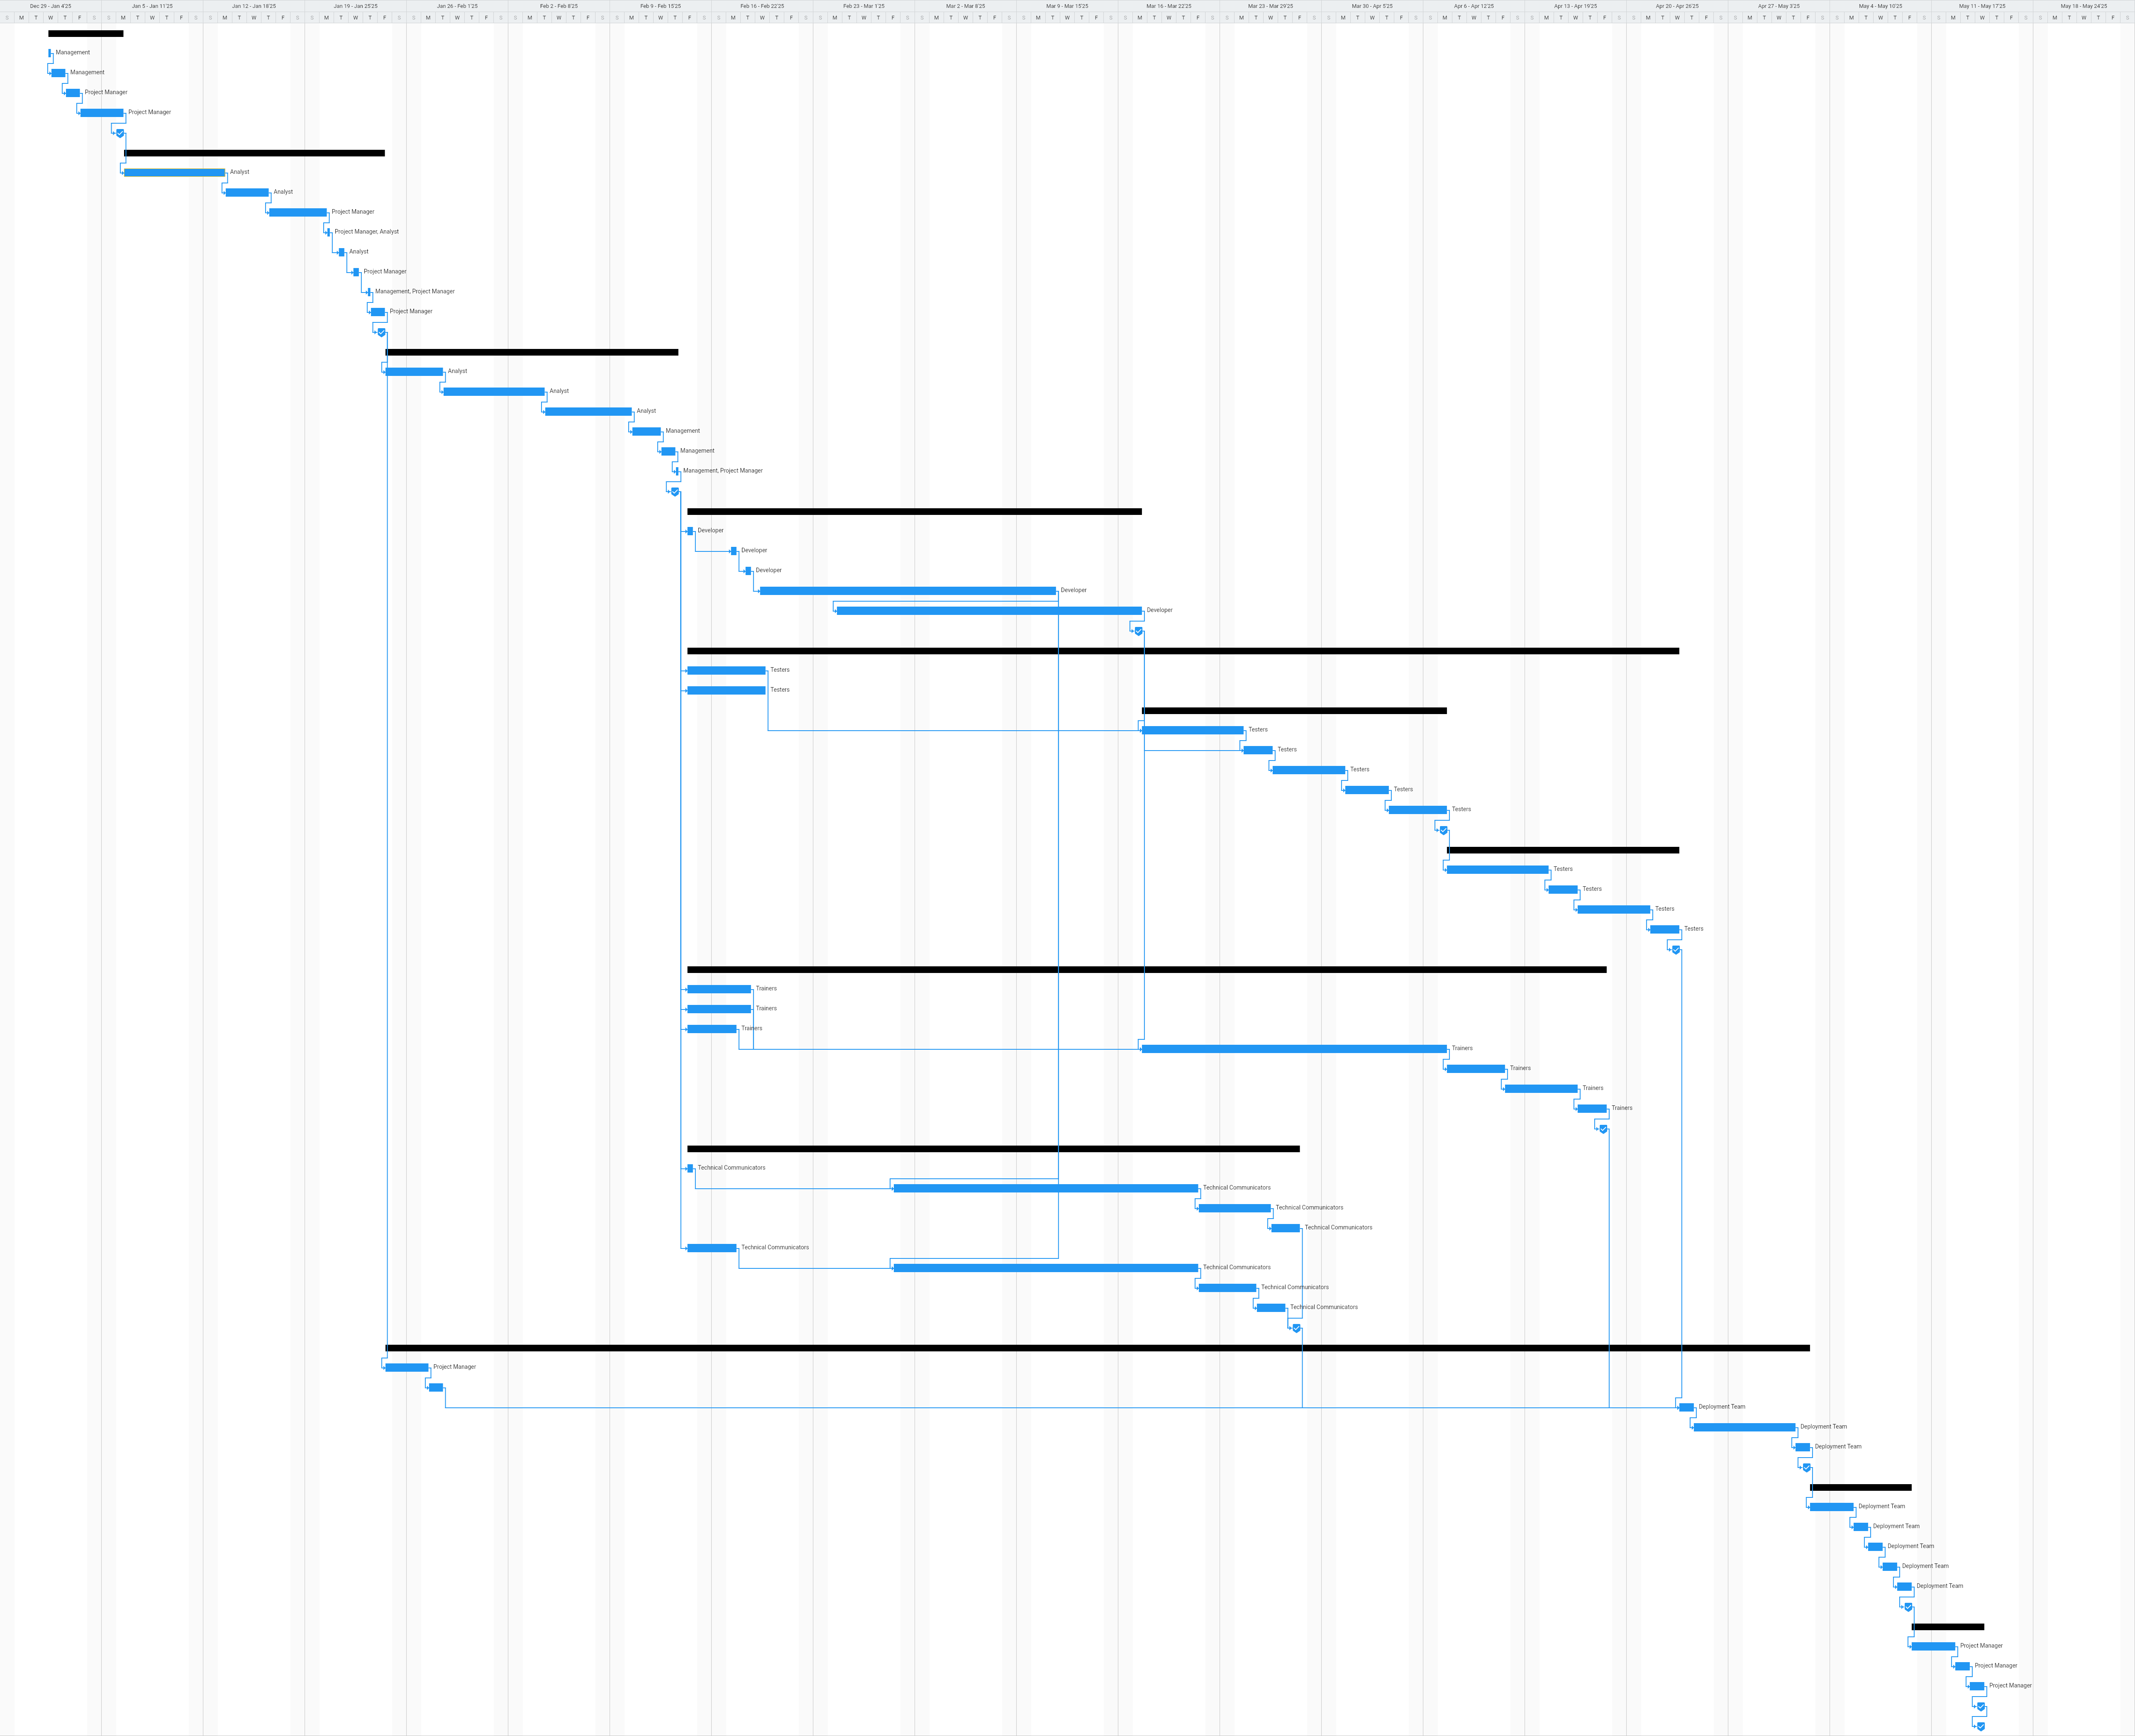 Dec 29 - Jan 4'25 Jan 5 - Jan 11'25 Jan 12 - Jan 18'25 Jan 19 - Jan 25'25 Jan 26 - Feb 1'25 Feb 2 - Feb 8'25 Feb 9 - Feb 15'25 Feb 16 - Feb 22'25 Feb 23 - Mar 1'25 Mar 2 - Mar 8'25 Mar 9 - Mar 15'25 Mar 16 - Mar 22'25 Mar 23 - Mar 29'25 Mar 30 - Apr 5'25 Apr 6 - Apr 12'25 Apr 13 - Apr 19'25 Apr 20 - Apr 26'25 Apr 27 - May 3'25 May 4 - May 10'25 May 11 - May 17'25 May 18 - May 24'25
S M T W T F S S M T W T F S S M T W T F S S M T W T F S S M T W T F S S M T W T F S S M T W T F S S M T W T F S S M T W T F S S M T W T F S S M T W T F S S M T W T F S S M T W T F S S M T W T F S S M T W T F S S M T W T F S S M T W T F S S M T W T F S S M T W T F S S M T W T F S S M T W T F S
Management
Management
Project Manager
Project Manager
Analyst
Analyst
Project Manager
Project Manager, Analyst
Analyst
Project Manager
Management, Project Manager
Project Manager
Analyst
Analyst
Analyst
Management
Management
Management, Project Manager
Developer
Developer
Developer
Developer
Developer
Testers
Testers
Testers
Testers
Testers
Testers
Testers
Testers
Testers
Testers
Testers
Trainers
Trainers
Trainers
Trainers
Trainers
Trainers
Trainers
Technical Communicators
Technical Communicators
Technical Communicators
Technical Communicators
Technical Communicators
Technical Communicators
Technical Communicators
Technical Communicators
Project Manager
Deployment Team
Deployment Team
Deployment Team
Deployment Team
Deployment Team
Deployment Team
Deployment Team
Deployment Team
Project Manager
Project Manager
Project Manager